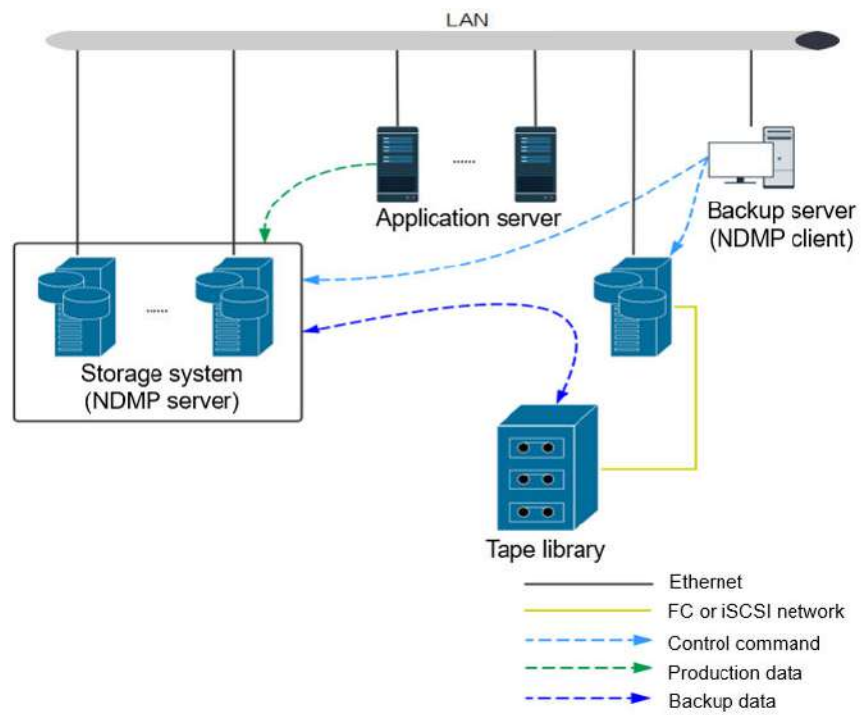 LAN
......
Application server
Backup server
(NDMP client)
......
Storage system
(NDMP server)
Tape library
Ethernet
FC or iSCSI network
Control command
Production data
Backup data